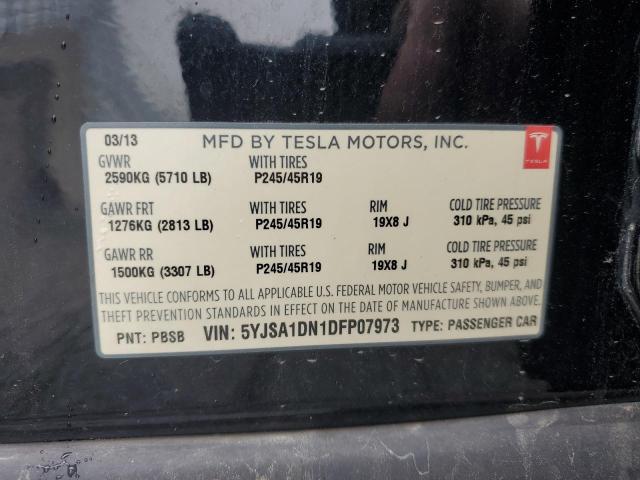 03/13 MFD BY TESLA MOTORS, INC. TESLA
GVWR WITH TIRES
2590KG (5710 LB) P245/45R19
GAWR FRT WITH TIRES RIM COLD TIRE PRESSURE
1276KG (2813 LB) P245/45R19 19X8 J 310 kPa, 45 psi
GAWR RR WITH TIRES RIM COLD TIRE PRESSURE
1500KG (3307 LB) P245/45R19 19X8 J 310 kPa, 45 psi
THIS VEHICLE CONFORMS TO ALL APPLICABLE U.S. FEDERAL MOTOR VEHICLE SAFETY, BUMPER, AND
THEFT PREVENTION STANDARDS IN EFFECT ON THE DATE OF MANUFACTURE SHOWN ABOVE.
PNT: PBSB VIN: 5YJSA1DN1DFP07973 TYPE: PASSENGER CAR